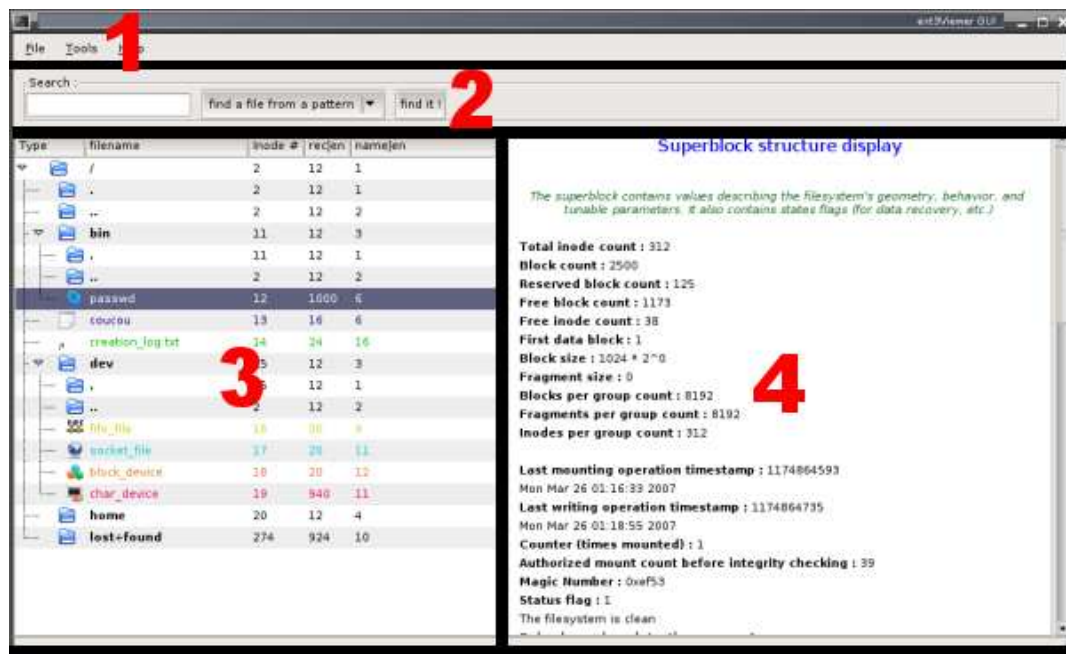 ext3Viewer GUI
File Tools
1
Search :
find a file from a pattern find it !
2
Type filename inode # rec_len name_len
/ 2 12 1
. 2 12 1
.. 2 12 2
bin 11 12 3
. 11 12 1
.. 2 12 2
passwd 12 1000 6
coucou 13 16 6
creation_log.txt 14 24 16
dev 12 3
. 12 1
.. 2 12 2
fifo_file
socket_file 17 20 11
block_device 18 20 12
char_device 19 940 11
home 20 12 4
lost+found 274 924 10
3
Superblock structure display
The superblock contains values describing the filesystem's geometry, behavior, and
tunable parameters. It also contains states flags (for data recovery, etc.)
Total inode count : 312
Block count : 2500
Reserved block count : 125
Free block count : 1173
Free inode count : 38
First data block : 1
Block size : 1024 * 2^0
Fragment size : 0
Blocks per group count : 8192
Fragments per group count : 8192
Inodes per group count : 312
4
Last mounting operation timestamp : 1174864593
Mon Mar 26 01:16:33 2007
Last writing operation timestamp : 1174864735
Mon Mar 26 01:18:55 2007
Counter (times mounted) : 1
Authorized mount count before integrity checking : 39
Magic Number : 0xef53
Status flag : 1
The filesystem is clean